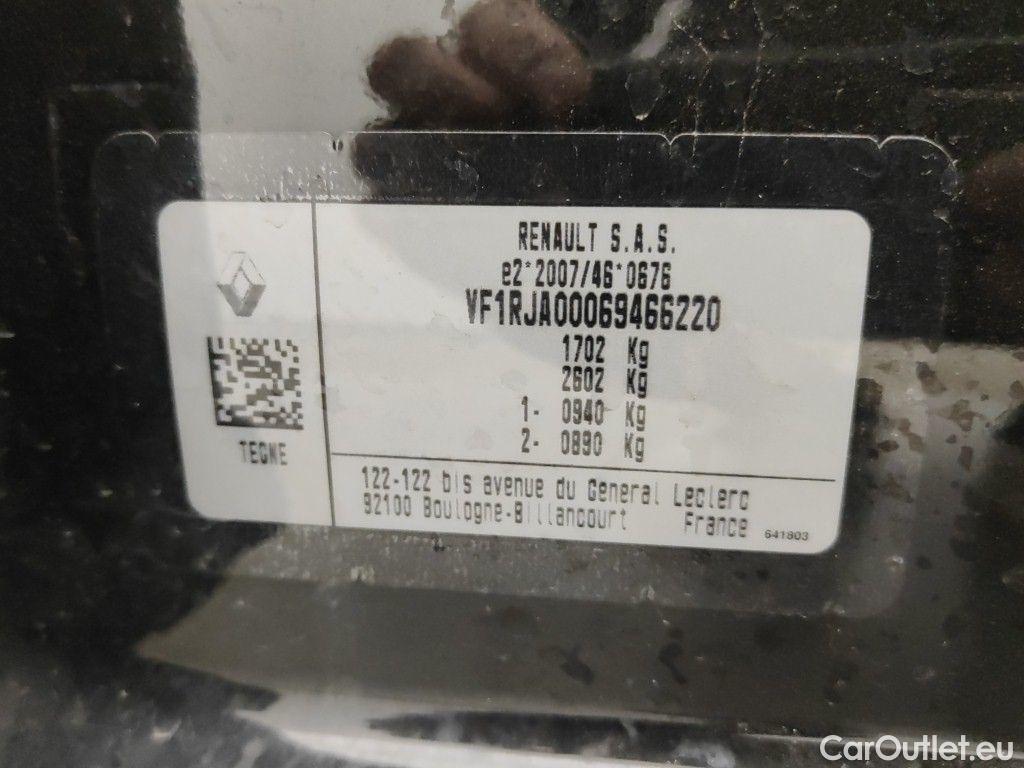 RENAULT S.A.S.
e2*2007/46*0676
VF1RJA00069466220
1702 Kg
2602 Kg
1- 0940 Kg
2- 0890 Kg
TEGNE
122-122 bis avenue du General Leclerc
92100 Boulogne-Billancourt France
641803
CarOutlet.eu